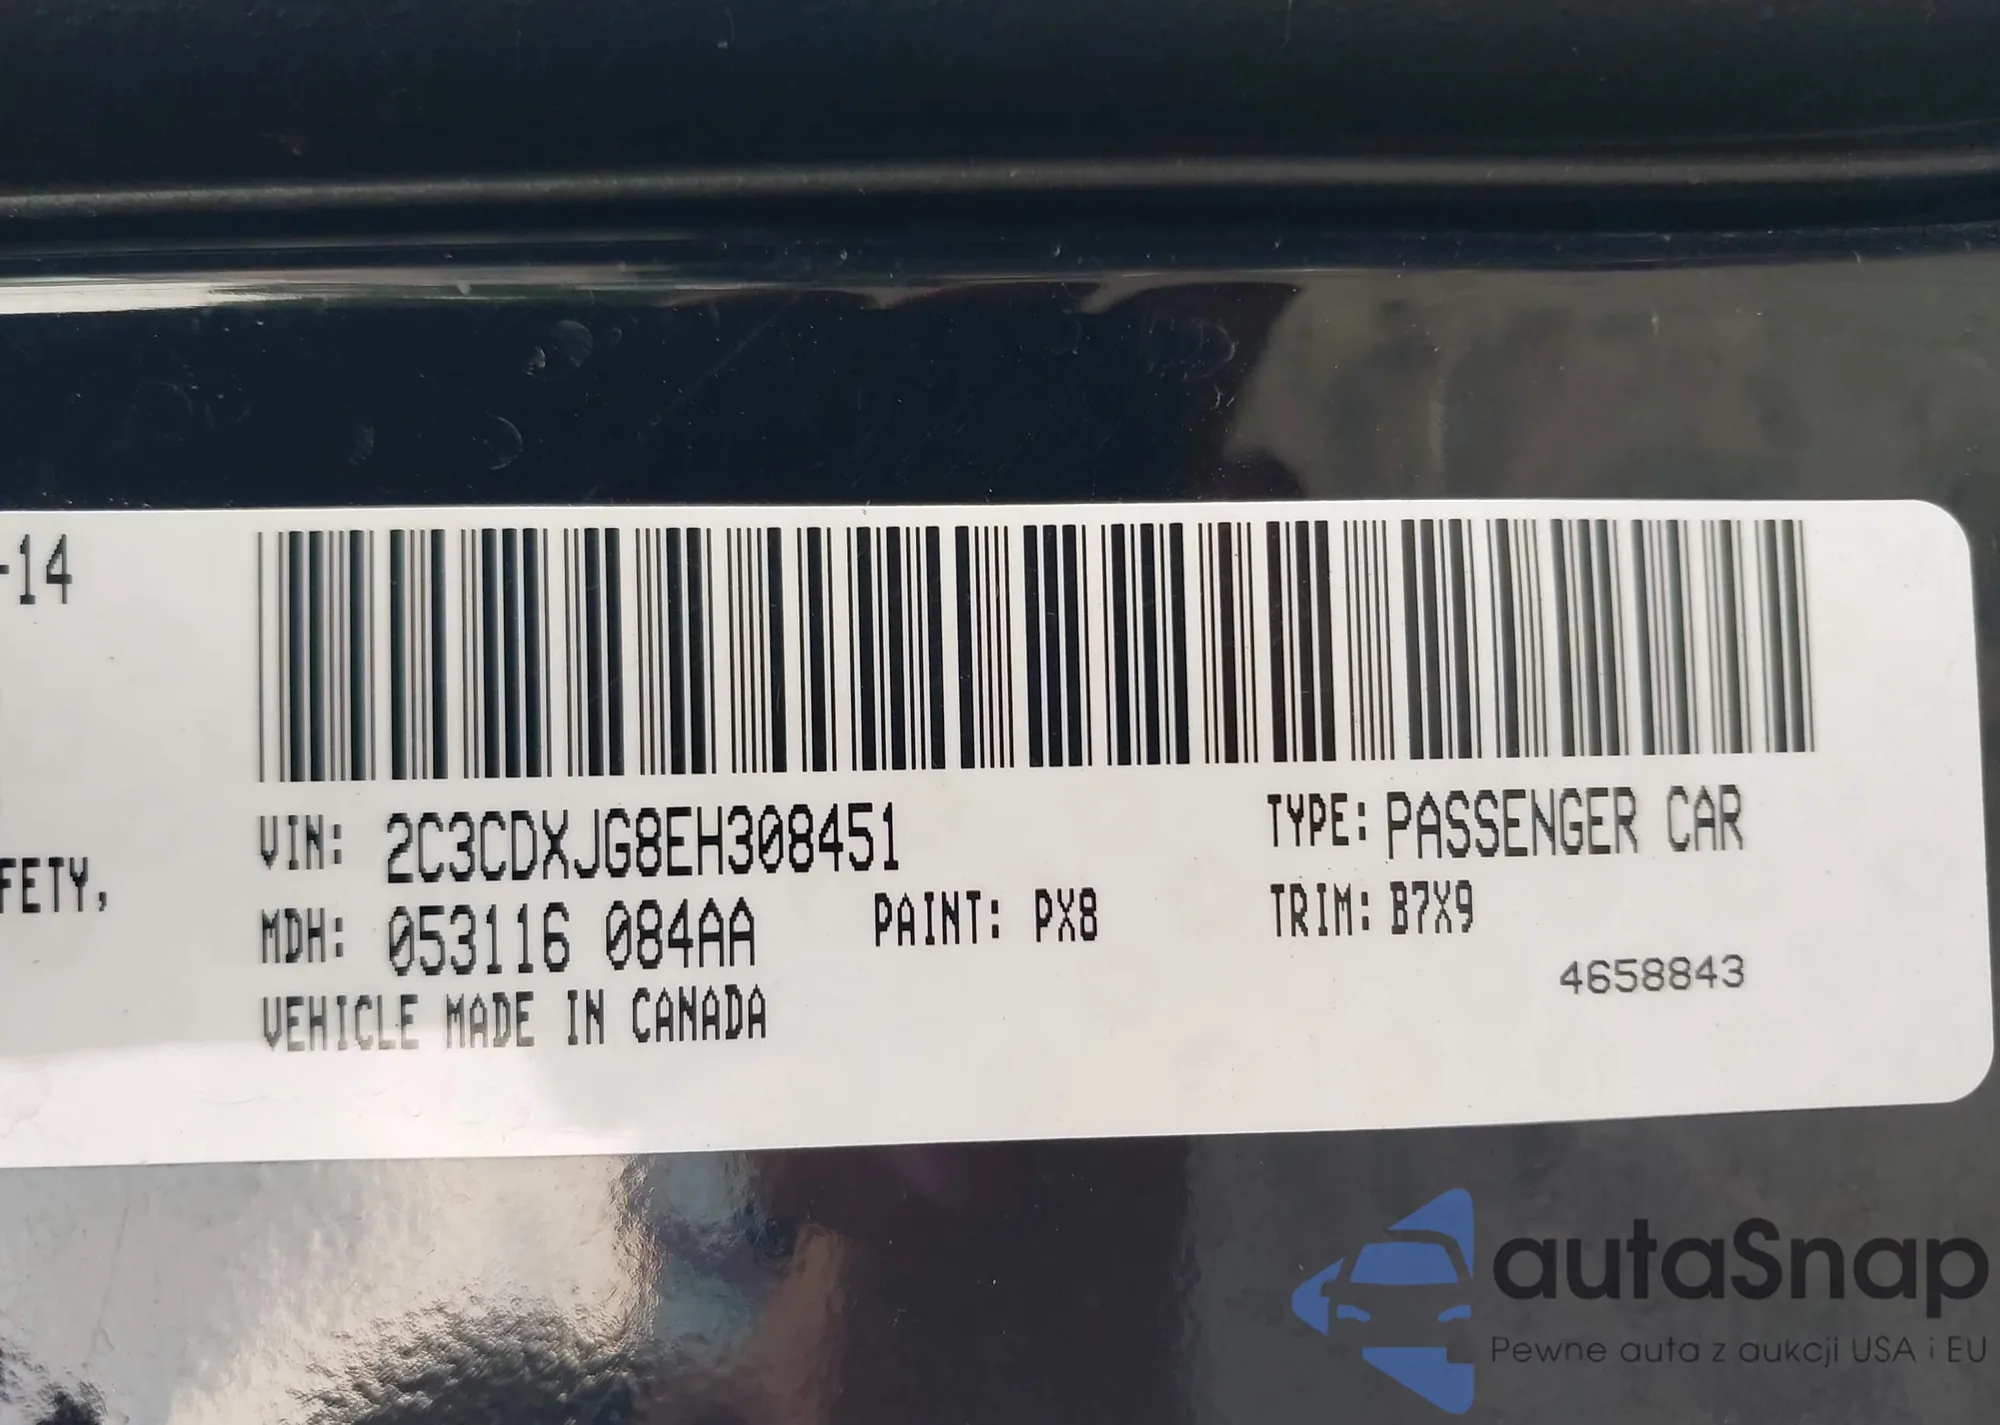 -14
FETY,
VIN: 2C3CDXJG8EH308451
TYPE: PASSENGER CAR
MDH: 053116 084AA
PAINT: PX8
TRIM: B7X9
VEHICLE MADE IN CANADA
4658843
autaSnap
Pewne auta z aukcji USA i EU